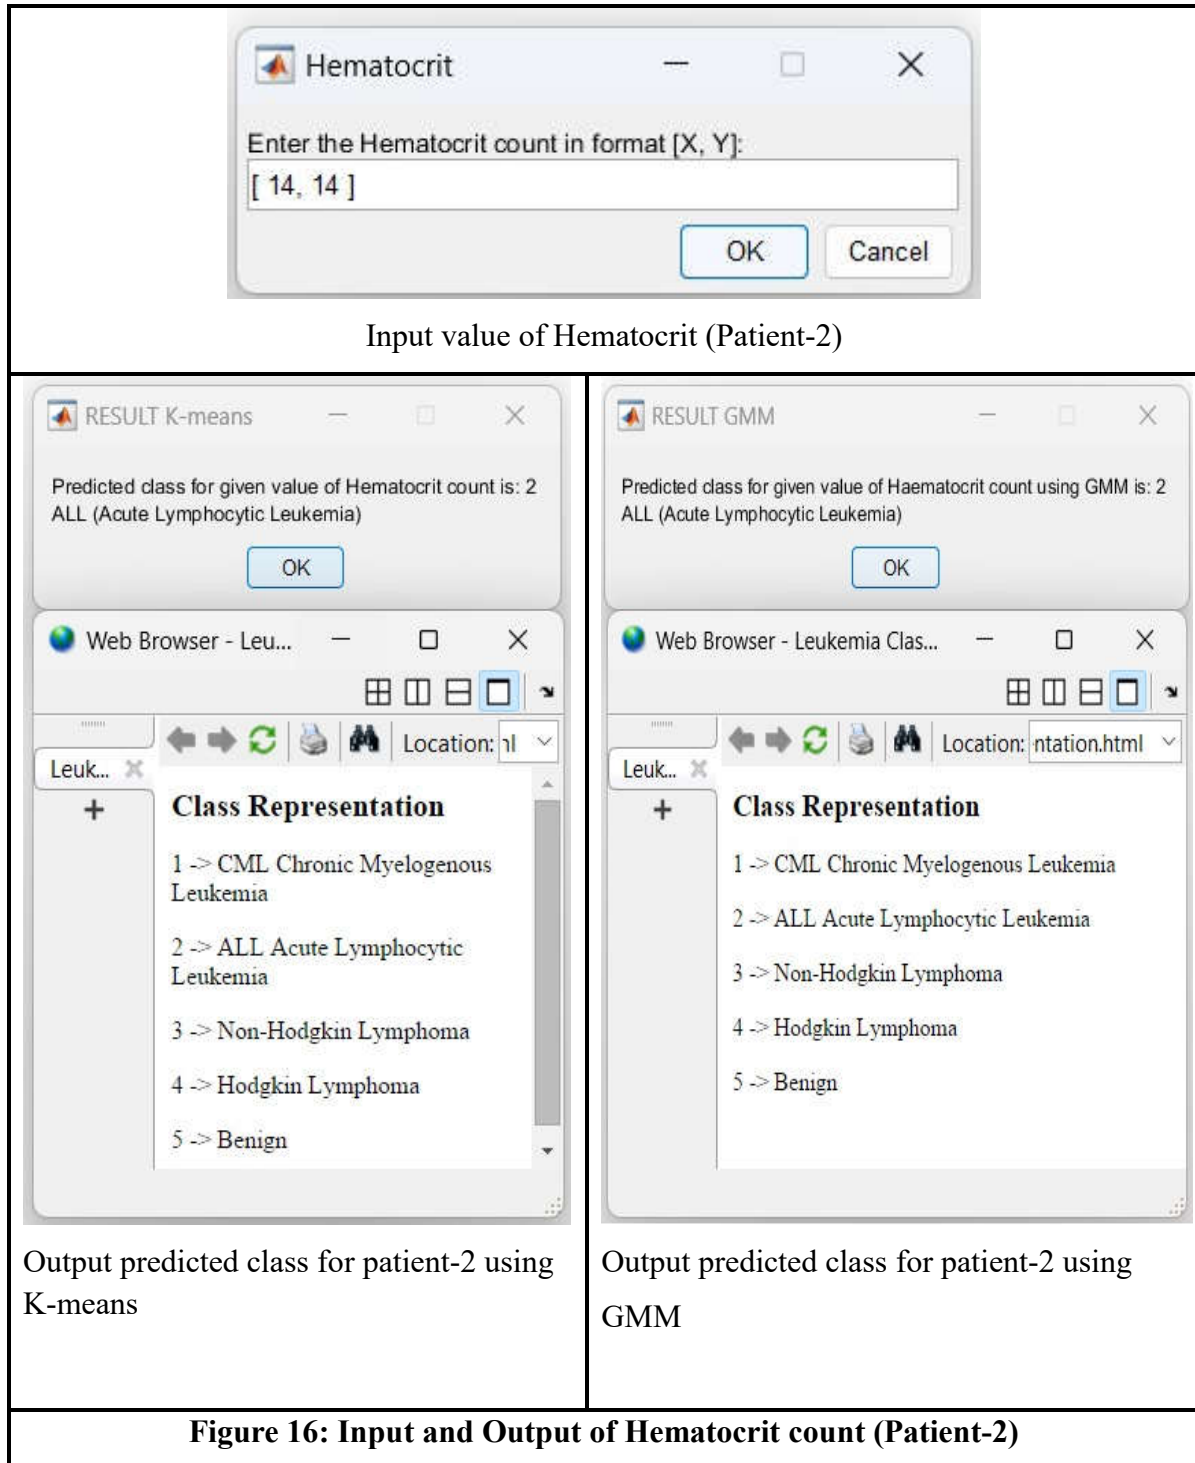 Hematocrit
Enter the Hematocrit count in format [X, Y]:
[ 14, 14 ]
OK Cancel
Input value of Hematocrit (Patient-2)
RESULT K-means
Predicted class for given value of Hematocrit count is: 2
ALL (Acute Lymphocytic Leukemia)
OK
Web Browser - Leu...
Location:
Leuk...
Class Representation
1 -> CML Chronic Myelogenous
Leukemia
2 -> ALL Acute Lymphocytic
Leukemia
3 -> Non-Hodgkin Lymphoma
4 -> Hodgkin Lymphoma
5 -> Benign
Output predicted class for patient-2 using
K-means
RESULT GMM
Predicted class for given value of Haematocrit count using GMM is: 2
ALL (Acute Lymphocytic Leukemia)
OK
Web Browser - Leukemia Clas...
Location: ntation.html
Leuk...
Class Representation
1 -> CML Chronic Myelogenous Leukemia
2 -> ALL Acute Lymphocytic Leukemia
3 -> Non-Hodgkin Lymphoma
4 -> Hodgkin Lymphoma
5 -> Benign
Output predicted class for patient-2 using
GMM
Figure 16: Input and Output of Hematocrit count (Patient-2)